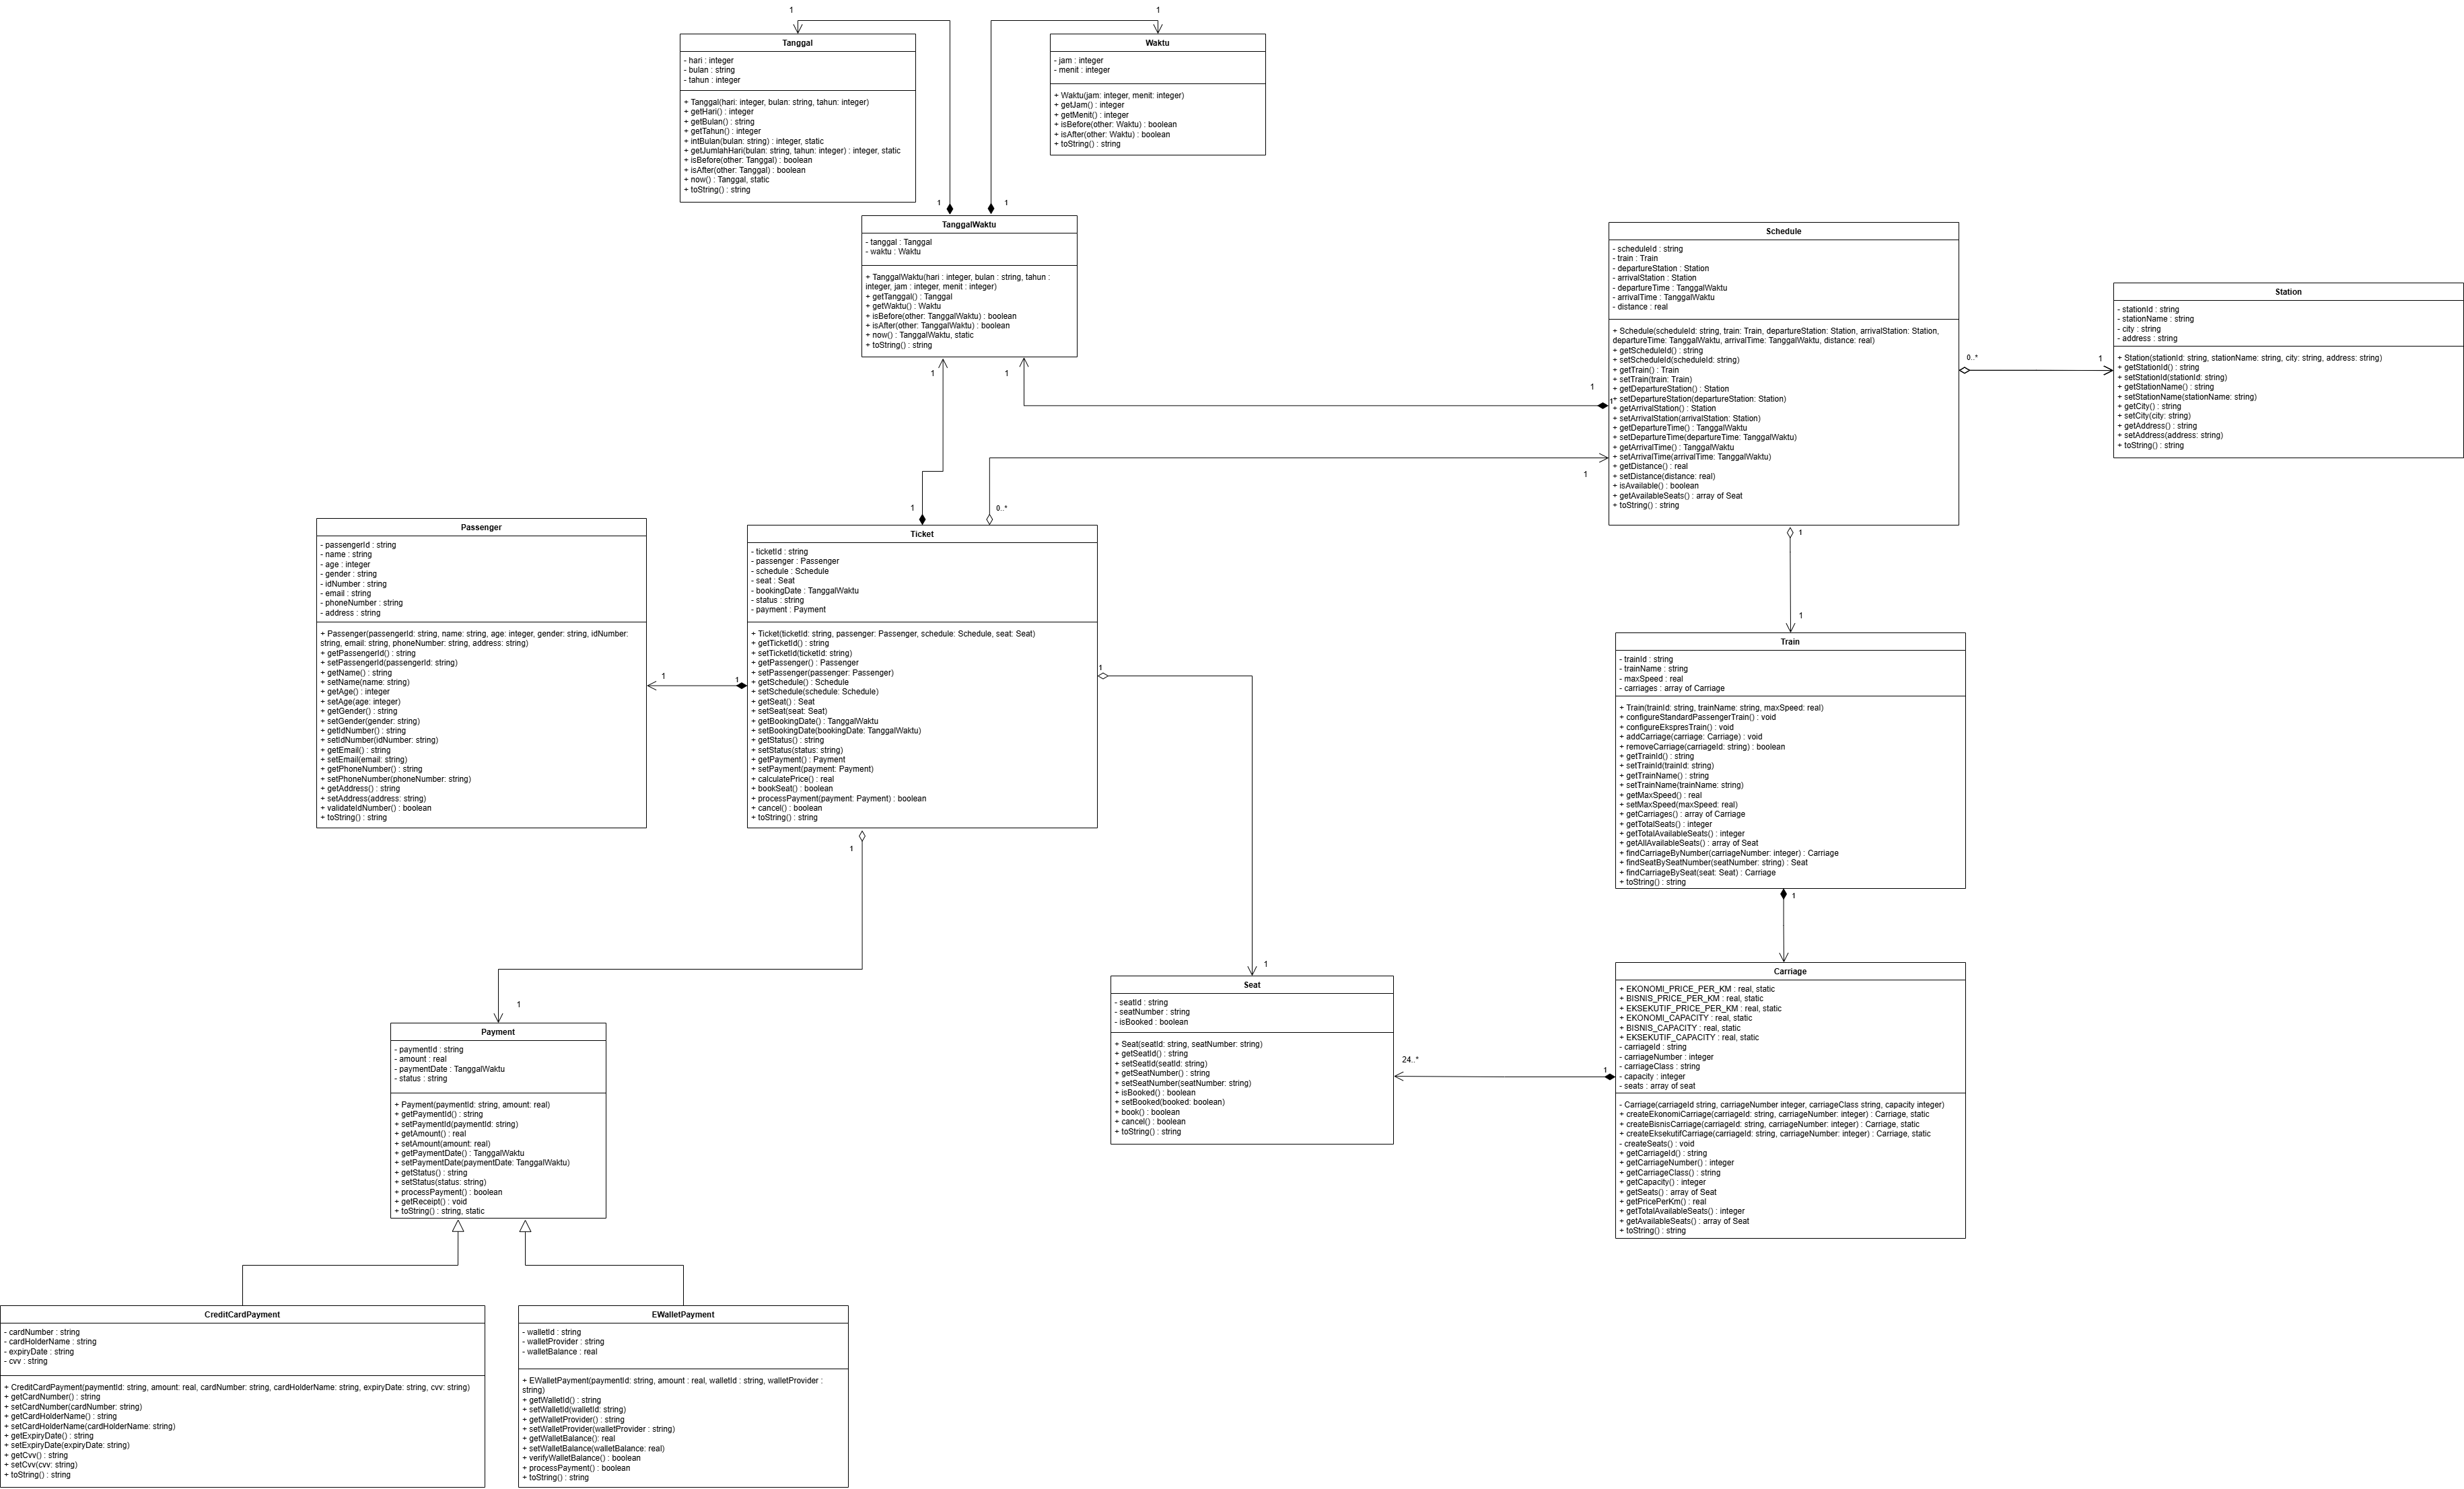 1
1
Tanggal
- hari : integer
- bulan : string
- tahun : integer
+ Tanggal(hari: integer, bulan: string, tahun: integer)
+ getHari() : integer
+ getBulan() : string
+ getTahun() : integer
+ intBulan(bulan: string) : integer, static
+ getJumlahHari(bulan: string, tahun: integer) : integer, static
+ isBefore(other: Tanggal) : boolean
+ isAfter(other: Tanggal) : boolean
+ now() : Tanggal, static
+ toString() : string
Waktu
- jam : integer
- menit : integer
+ Waktu(jam: integer, menit: integer)
+ getJam() : integer
+ getMenit() : integer
+ isBefore(other: Waktu) : boolean
+ isAfter(other: Waktu) : boolean
+ toString() : string
1
1
TanggalWaktu
- tanggal : Tanggal
- waktu : Waktu
+ TanggalWaktu(hari : integer, bulan : string, tahun :
integer, jam : integer, menit : integer)
+ getTanggal() : Tanggal
+ getWaktu() : Waktu
+ isBefore(other: TanggalWaktu) : boolean
+ isAfter(other: TanggalWaktu) : boolean
+ now() : TanggalWaktu, static
+ toString() : string
1
1
Schedule
- scheduleId : string
- train : Train
- departureStation : Station
- arrivalStation : Station
- departureTime : TanggalWaktu
- arrivalTime : TanggalWaktu
- distance : real
+ Schedule(scheduleId: string, train: Train, departureStation: Station, arrivalStation: Station,
departureTime: TanggalWaktu, arrivalTime: TanggalWaktu, distance: real)
+ getScheduleId() : string
+ setScheduleId(scheduleId: string)
+ getTrain() : Train
+ setTrain(train: Train)
+ getDepartureStation() : Station
+ setDepartureStation(departureStation: Station)
+ getArrivalStation() : Station
+ setArrivalStation(arrivalStation: Station)
+ getDepartureTime() : TanggalWaktu
+ setDepartureTime(departureTime: TanggalWaktu)
+ getArrivalTime() : TanggalWaktu
+ setArrivalTime(arrivalTime: TanggalWaktu)
+ getDistance() : real
+ setDistance(distance: real)
+ isAvailable() : boolean
+ getAvailableSeats() : array of Seat
+ toString() : string
1
1
1
0..*
1
Station
- stationId : string
- stationName : string
- city : string
- address : string
+ Station(stationId: string, stationName: string, city: string, address: string)
+ getStationId() : string
+ setStationId(stationId: string)
+ getStationName() : string
+ setStationName(stationName: string)
+ getCity() : string
+ setCity(city: string)
+ getAddress() : string
+ setAddress(address: string)
+ toString() : string
Passenger
- passengerId : string
- name : string
- age : integer
- gender : string
- idNumber : string
- email : string
- phoneNumber : string
- address : string
+ Passenger(passengerId: string, name: string, age: integer, gender: string, idNumber:
string, email: string, phoneNumber: string, address: string)
+ getPassengerId() : string
+ setPassengerId(passengerId: string)
+ getName() : string
+ setName(name: string)
+ getAge() : integer
+ setAge(age: integer)
+ getGender() : string
+ setGender(gender: string)
+ getIdNumber() : string
+ setIdNumber(idNumber: string)
+ getEmail() : string
+ setEmail(email: string)
+ getPhoneNumber() : string
+ setPhoneNumber(phoneNumber: string)
+ getAddress() : string
+ setAddress(address: string)
+ validateIdNumber() : boolean
+ toString() : string
1
1
1
0..*
Ticket
- ticketId : string
- passenger : Passenger
- schedule : Schedule
- seat : Seat
- bookingDate : TanggalWaktu
- status : string
- payment : Payment
+ Ticket(ticketId: string, passenger: Passenger, schedule: Schedule, seat: Seat)
+ getTicketId() : string
+ setTicketId(ticketId: string)
+ getPassenger() : Passenger
+ setPassenger(passenger: Passenger)
+ getSchedule() : Schedule
+ setSchedule(schedule: Schedule)
+ getSeat() : Seat
+ setSeat(seat: Seat)
+ getBookingDate() : TanggalWaktu
+ setBookingDate(bookingDate: TanggalWaktu)
+ getStatus() : string
+ setStatus(status: string)
+ getPayment() : Payment
+ setPayment(payment: Payment)
+ calculatePrice() : real
+ bookSeat() : boolean
+ processPayment(payment: Payment) : boolean
+ cancel() : boolean
+ toString() : string
1
1
1
1
1
Train
- trainId : string
- trainName : string
- maxSpeed : real
- carriages : array of Carriage
+ Train(trainId: string, trainName: string, maxSpeed: real)
+ configureStandardPassengerTrain() : void
+ configureEkspresTrain() : void
+ addCarriage(carriage: Carriage) : void
+ removeCarriage(carriageId: string) : boolean
+ getTrainId() : string
+ setTrainId(trainId: string)
+ getTrainName() : string
+ setTrainName(trainName: string)
+ getMaxSpeed() : real
+ setMaxSpeed(maxSpeed: real)
+ getCarriages() : array of Carriage
+ getTotalSeats() : integer
+ getTotalAvailableSeats() : integer
+ getAllAvailableSeats() : array of Seat
+ findCarriageByNumber(carriageNumber: integer) : Carriage
+ findSeatBySeatNumber(seatNumber: string) : Seat
+ findCarriageBySeat(seat: Seat) : Carriage
+ toString() : string
1
1
Payment
- paymentId : string
- amount : real
- paymentDate : TanggalWaktu
- status : string
+ Payment(paymentId: string, amount: real)
+ getPaymentId() : string
+ setPaymentId(paymentId: string)
+ getAmount() : real
+ setAmount(amount: real)
+ getPaymentDate() : TanggalWaktu
+ setPaymentDate(paymentDate: TanggalWaktu)
+ getStatus() : string
+ setStatus(status: string)
+ processPayment() : boolean
+ getReceipt() : void
+ toString() : string, static
Seat
- seatId : string
- seatNumber : string
- isBooked : boolean
+ Seat(seatId: string, seatNumber: string)
+ getSeatId() : string
+ setSeatId(seatId: string)
+ getSeatNumber() : string
+ setSeatNumber(seatNumber: string)
+ isBooked() : boolean
+ setBooked(booked: boolean)
+ book() : boolean
+ cancel() : boolean
+ toString() : string
24..*
1
Carriage
+ EKONOMI_PRICE_PER_KM : real, static
+ BISNIS_PRICE_PER_KM : real, static
+ EKSEKUTIF_PRICE_PER_KM : real, static
+ EKONOMI_CAPACITY : real, static
+ BISNIS_CAPACITY : real, static
+ EKSEKUTIF_CAPACITY : real, static
- carriageId : string
- carriageNumber : integer
- carriageClass : string
- capacity : integer
- seats : array of seat
- Carriage(carriageId string, carriageNumber integer, carriageClass string, capacity integer)
+ createEkonomiCarriage(carriageId: string, carriageNumber: integer) : Carriage, static
+ createBisnisCarriage(carriageId: string, carriageNumber: integer) : Carriage, static
+ createEksekutifCarriage(carriageId: string, carriageNumber: integer) : Carriage, static
- createSeats() : void
+ getCarriageId() : string
+ getCarriageNumber() : integer
+ getCarriageClass() : string
+ getCapacity() : integer
+ getSeats() : array of Seat
+ getPricePerKm() : real
+ getTotalAvailableSeats() : integer
+ getAvailableSeats() : array of Seat
+ toString() : string
CreditCardPayment
- cardNumber : string
- cardHolderName : string
- expiryDate : string
- cvv : string
+ CreditCardPayment(paymentId: string, amount: real, cardNumber: string, cardHolderName: string, expiryDate: string, cvv: string)
+ getCardNumber() : string
+ setCardNumber(cardNumber: string)
+ getCardHolderName() : string
+ setCardHolderName(cardHolderName: string)
+ getExpiryDate() : string
+ setExpiryDate(expiryDate: string)
+ getCvv() : string
+ setCvv(cvv: string)
+ toString() : string
EWalletPayment
- walletId : string
- walletProvider : string
- walletBalance : real
+ EWalletPayment(paymentId: string, amount : real, walletId : string, walletProvider :
string)
+ getWalletId() : string
+ setWalletId(walletId: string)
+ getWalletProvider() : string
+ setWalletProvider(walletProvider : string)
+ getWalletBalance(): real
+ setWalletBalance(walletBalance: real)
+ verifyWalletBalance() : boolean
+ processPayment() : boolean
+ toString() : string